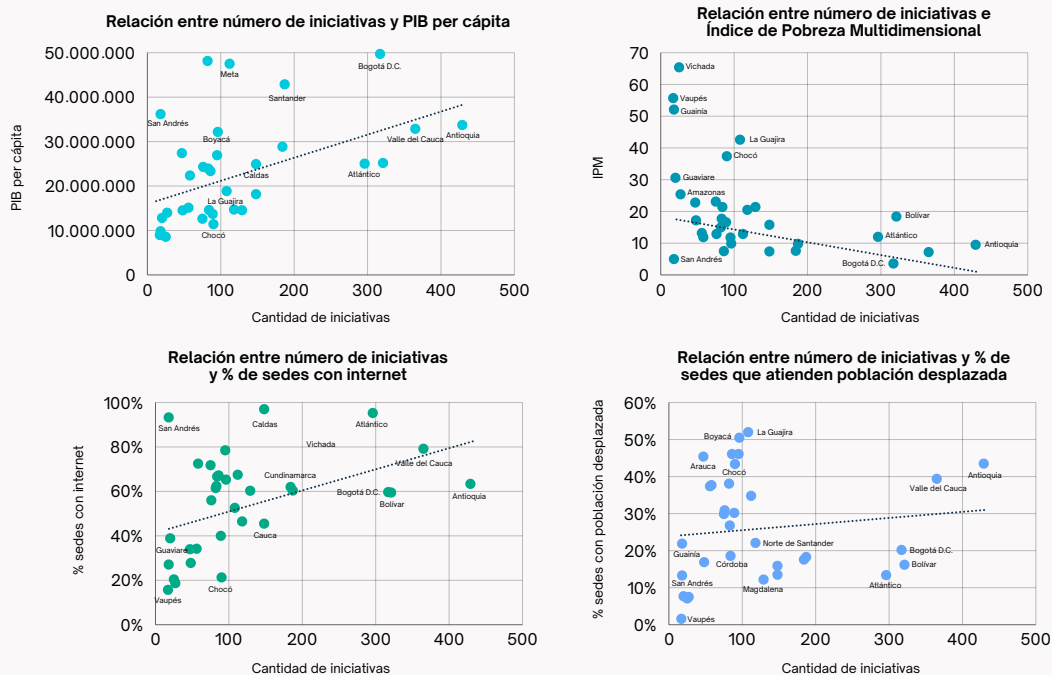 Relación entre número de iniciativas y PIB per cápita
PIB per cápita
50.000.000
40.000.000
30.000.000
20.000.000
10.000.000
0
Meta
Bogotá D.C.
Santander
San Andrés
Boyacá
Valle del Cauca
Antioquia
Caldas
Atlántico
La Guajira
Chocó
0 100 200 300 400 500
Cantidad de iniciativas
Relación entre número de iniciativas e
Índice de Pobreza Multidimensional
IPM
70
60
50
40
30
20
10
0
Vichada
Vaupés
Guainía
La Guajira
Chocó
Guaviare
Amazonas
Bolívar
Atlántico
Antioquia
San Andrés
Bogotá D.C.
0 100 200 300 400 500
Cantidad de iniciativas
Relación entre número de iniciativas
y % de sedes con internet
% sedes con internet
100%
80%
60%
40%
20%
0%
San Andrés
Caldas
Atlántico
Vichada
Valle del Cauca
Cundinamarca
Bogotá D.C.
Antioquia
Bolívar
Cauca
Guaviare
Chocó
Vaupés
0 100 200 300 400 500
Cantidad de iniciativas
Relación entre número de iniciativas y % de
sedes que atienden población desplazada
% sedes con población desplazada
60%
50%
40%
30%
20%
10%
0%
Boyacá
La Guajira
Arauca
Chocó
Antioquia
Valle del Cauca
Guainía
Norte de Santander
Córdoba
Bogotá D.C.
Bolívar
San Andrés
Magdalena
Atlántico
Vaupés
0 100 200 300 400 500
Cantidad de iniciativas